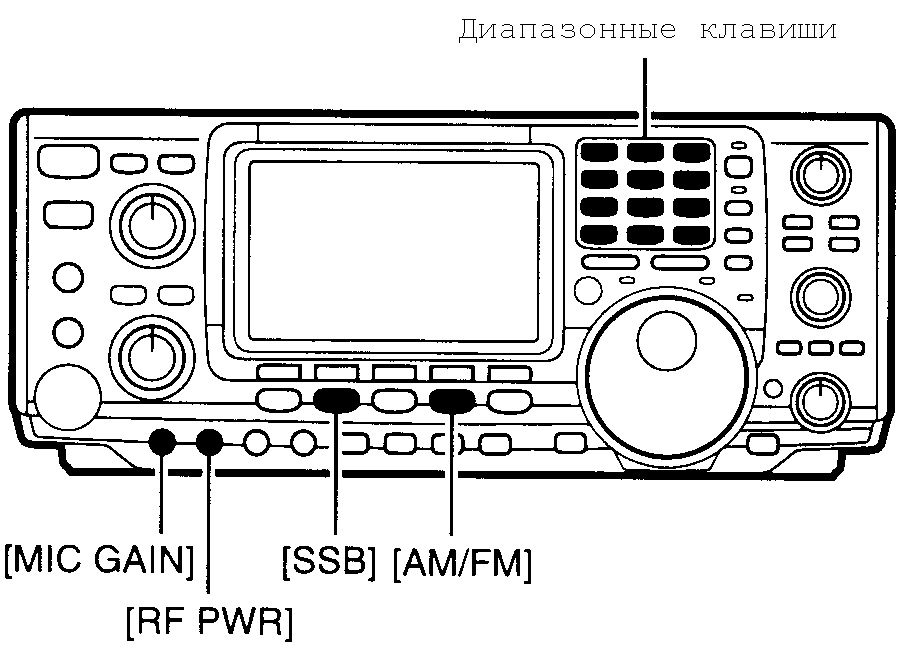 Диапазонные клавиши
[MIC GAIN]
[SSB] [AM/FM]
[RF PWR]